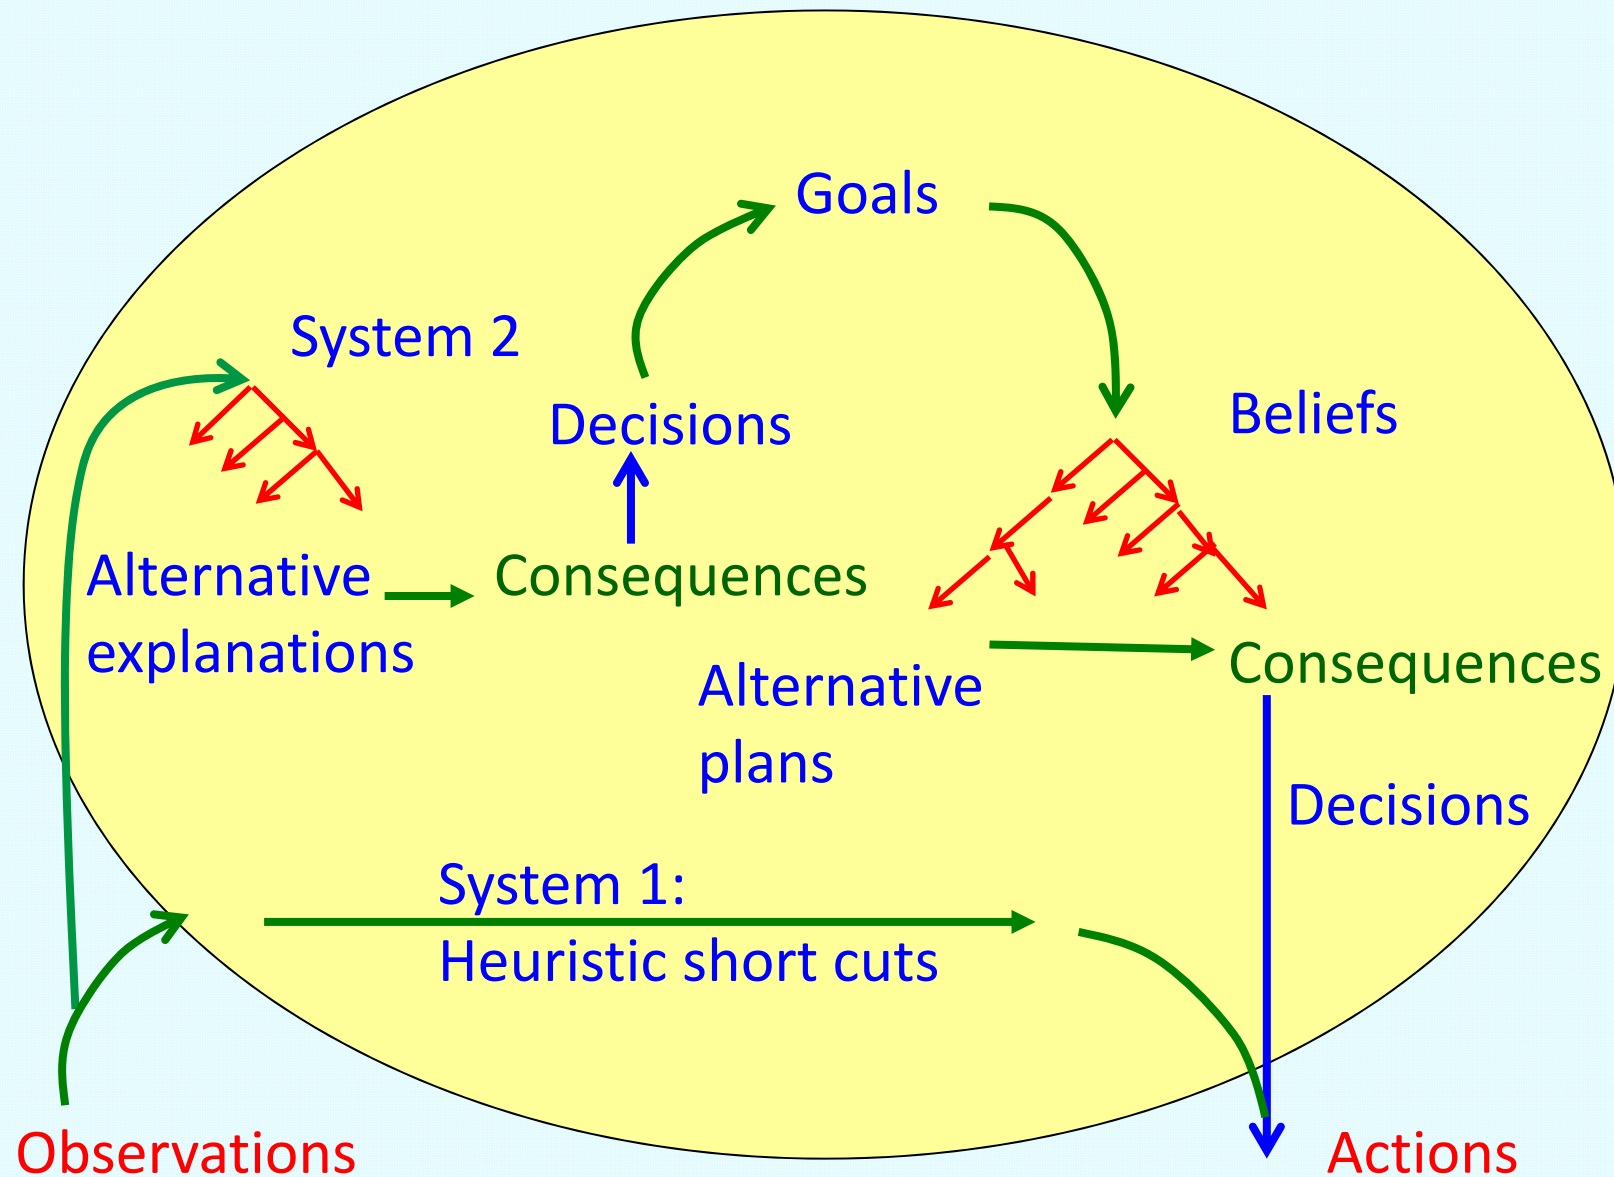 Goals
System 2
Decisions
Beliefs
Alternative
explanations
Consequences
Alternative
plans
Consequences
Decisions
System 1:
Heuristic short cuts
Observations
Actions